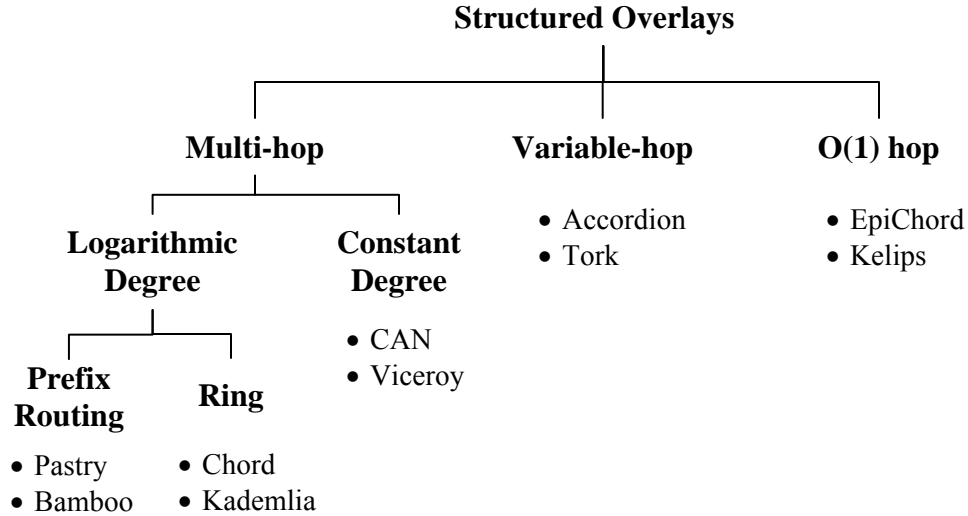 Structured Overlays
Multi-hop
Variable-hop
O(1) hop
Logarithmic
Degree
Constant
Degree
• Accordion
• Tork
• EpiChord
• Kelips
• CAN
• Viceroy
Prefix
Routing
Ring
• Pastry
• Bamboo
• Chord
• Kademlia